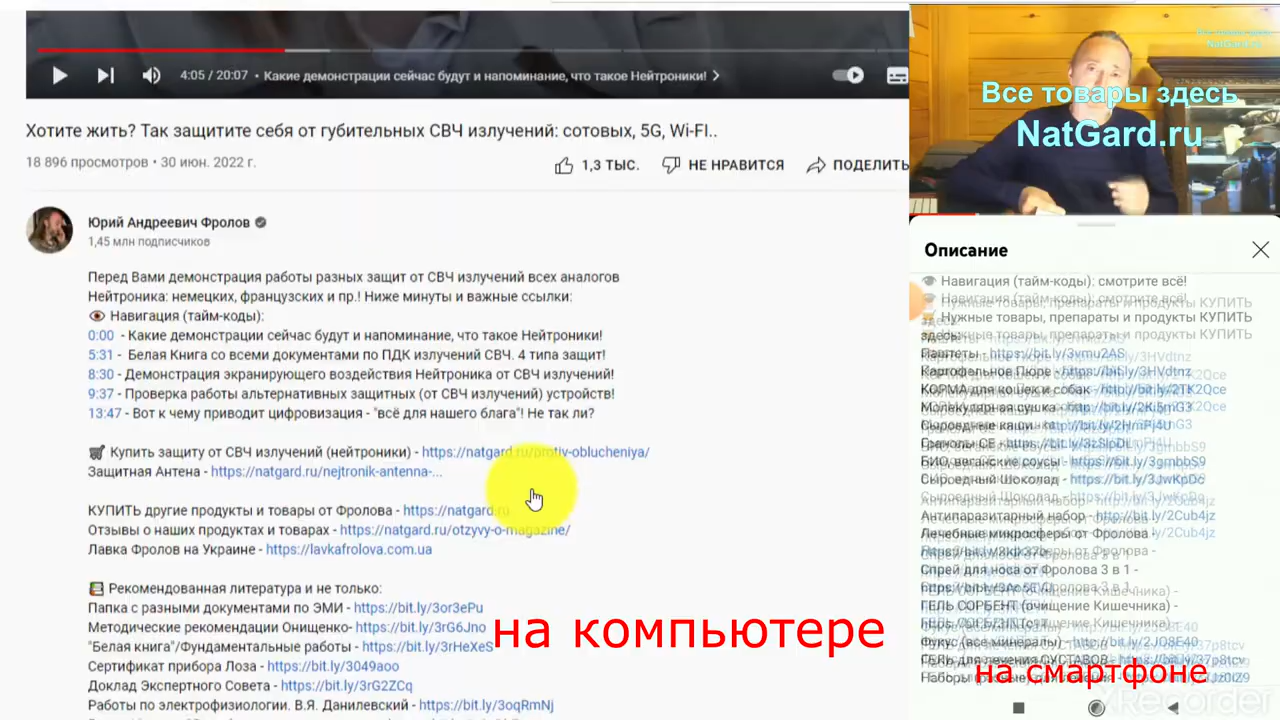 4:05 / 20:07 • Какие демонстрации сейчас будут и напоминание, что такое Нейтроники!
Хотите жить? Так защитите себя от губительных СВЧ излучений: сотовых, 5G, Wi-FI..
18 896 просмотров • 30 июн. 2022 г.
1,3 ТЫС. НЕ НРАВИТСЯ ПОДЕЛИТЬ
Юрий Андреевич Фролов
1,45 млн подписчиков
Перед Вами демонстрация работы разных защит от СВЧ излучений всех аналогов
Нейтроника: немецких, французских и пр.! Ниже минуты и важные ссылки:
Навигация (тайм-коды):
0:00 - Какие демонстрации сейчас будут и напоминание, что такое Нейтроники!
5:31 - Белая Книга со всеми документами по ПДК излучений СВЧ. 4 типа защит!
8:30 - Демонстрация экранирующего воздействия Нейтроника от СВЧ излучений!
9:37 - Проверка работы альтернативных защитных (от СВЧ излучений) устройств!
13:47 - Вот к чему приводит цифровизация - "всё для нашего блага"! Не так ли?
Купить защиту от СВЧ излучений (нейтроники) - https://natgard.ru/protiv-oblucheniya/
Защитная Антена - https://natgard.ru/nejtronik-antenna-...
КУПИТЬ другие продукты и товары от Фролова - https://natgard.ru
Отзывы о наших продуктах и товарах - https://natgard.ru/otzyvy-o-magazine/
Лавка Фролов на Украине - https://lavkafrolova.com.ua
Рекомендованная литература и не только:
Папка с разными документами по ЭМИ - https://bit.ly/3or3ePu
Методические рекомендации Онищенко- https://bit.ly/3rG6Jno
"Белая книга"/Фундаментальные работы - https://bit.ly/3rHeXeS
Сертификат прибора Лоза - https://bit.ly/3049aoo
Доклад Экспертного Совета - https://bit.ly/3rG2ZCq
Работы по электрофизиологии. В.Я. Данилевский - https://bit.ly/3oqRmNj
на компьютере
Все товары здесь
NatGard.ru
Описание
Навигация (тайм-коды): смотрите всё!
Нужные товары, препараты и продукты КУПИТЬ
здесь:
Паштеты - https://bit.ly/3vmu2AS
Картофельное Пюре - https://bit.ly/3HVdtnz
КОРМА для кошек и собак - https://bit.ly/2TK2Qce
Молекулярная сушка -
Сыроедные каши - https://bit.ly/2HmPj4U
Гранолы СЕ -
БИО, веганские соусы - https://bit.ly/3gmbbS9
Сыроедный Шоколад - https://bit.ly/3JwKpDc
Антипаразитарный набор - http://bit.ly/2Cub4jz
Лечебные микросферы от Фролова -
Спрей для носа от Фролова 3 в 1 -
ГЕЛЬ СОРБЕНТ (очищение Кишечника) -
Фукус (все минералы) -
ГЕЛЬ для лечения СУСТАВОВ -
на смартфоне
XRecorder